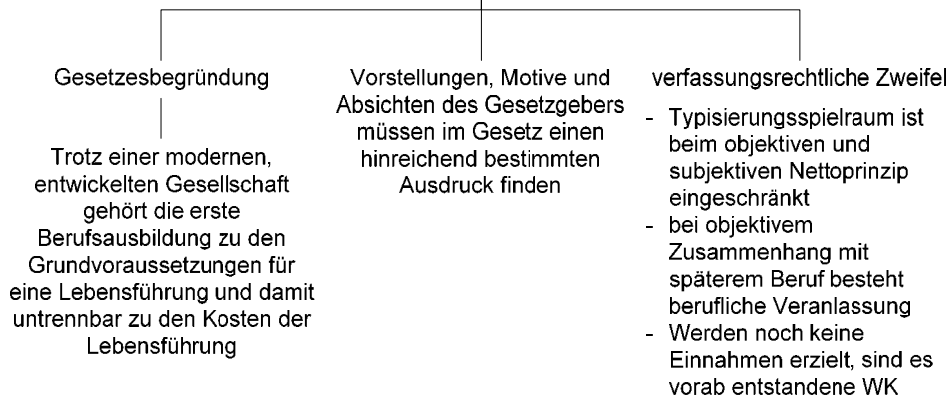 Gesetzesbegründung
Trotz einer modernen,
entwickelten Gesellschaft
gehört die erste
Berufsausbildung zu den
Grundvoraussetzungen für
eine Lebensführung und damit
untrennbar zu den Kosten der
Lebensführung
Vorstellungen, Motive und
Absichten des Gesetzgebers
müssen im Gesetz einen
hinreichend bestimmten
Ausdruck finden
verfassungsrechtliche Zweifel
- Typisierungsspielraum ist
beim objektiven und
subjektiven Nettoprinzip
eingeschränkt
- bei objektivem
Zusammenhang mit
späterem Beruf besteht
berufliche Veranlassung
- Werden noch keine
Einnahmen erzielt, sind es
vorab entstandene WK